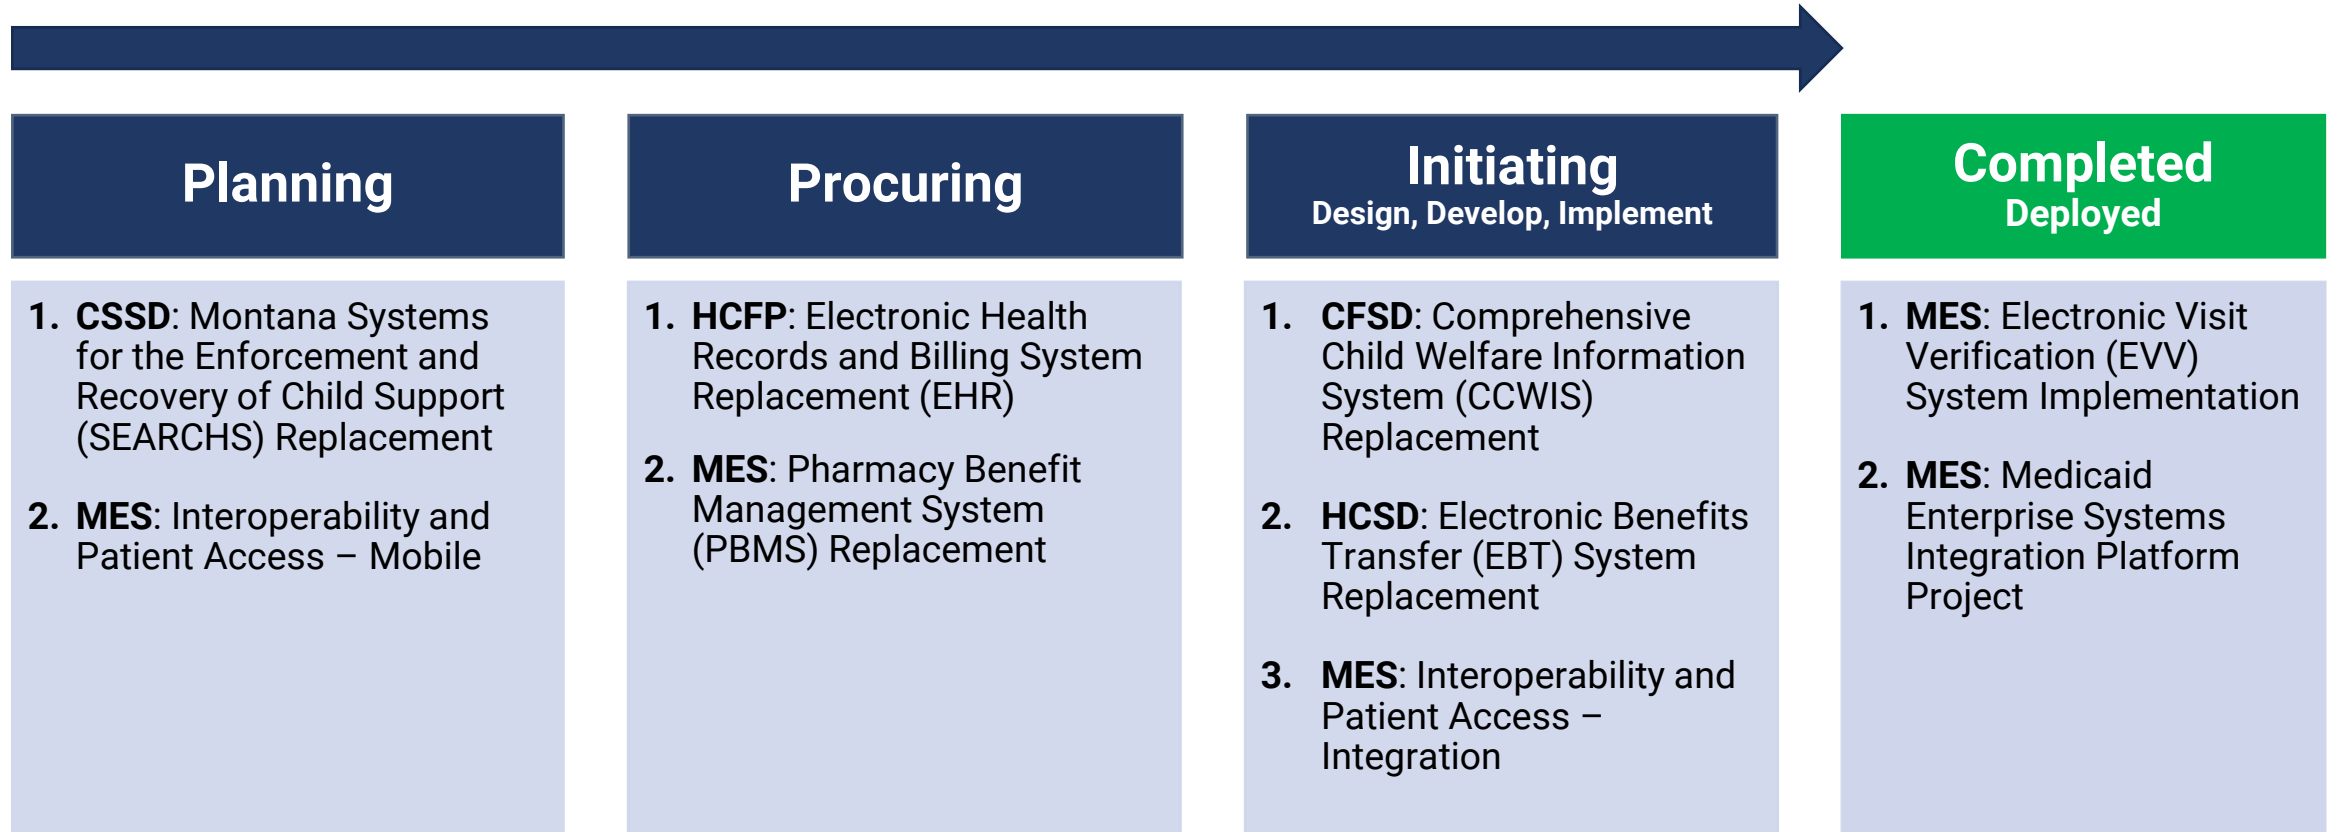 Planning
1. CSSD: Montana Systems
for the Enforcement and
Recovery of Child Support
(SEARCHS) Replacement
2. MES: Interoperability and
Patient Access – Mobile
Procuring
1. HCFP: Electronic Health
Records and Billing System
Replacement (EHR)
2. MES: Pharmacy Benefit
Management System
(PBMS) Replacement
Initiating
Design, Develop, Implement
1. CFSD: Comprehensive
Child Welfare Information
System (CCWIS)
Replacement
2. HCSD: Electronic Benefits
Transfer (EBT) System
Replacement
3. MES: Interoperability and
Patient Access –
Integration
Completed
Deployed
1. MES: Electronic Visit
Verification (EVV)
System Implementation
2. MES: Medicaid
Enterprise Systems
Integration Platform
Project